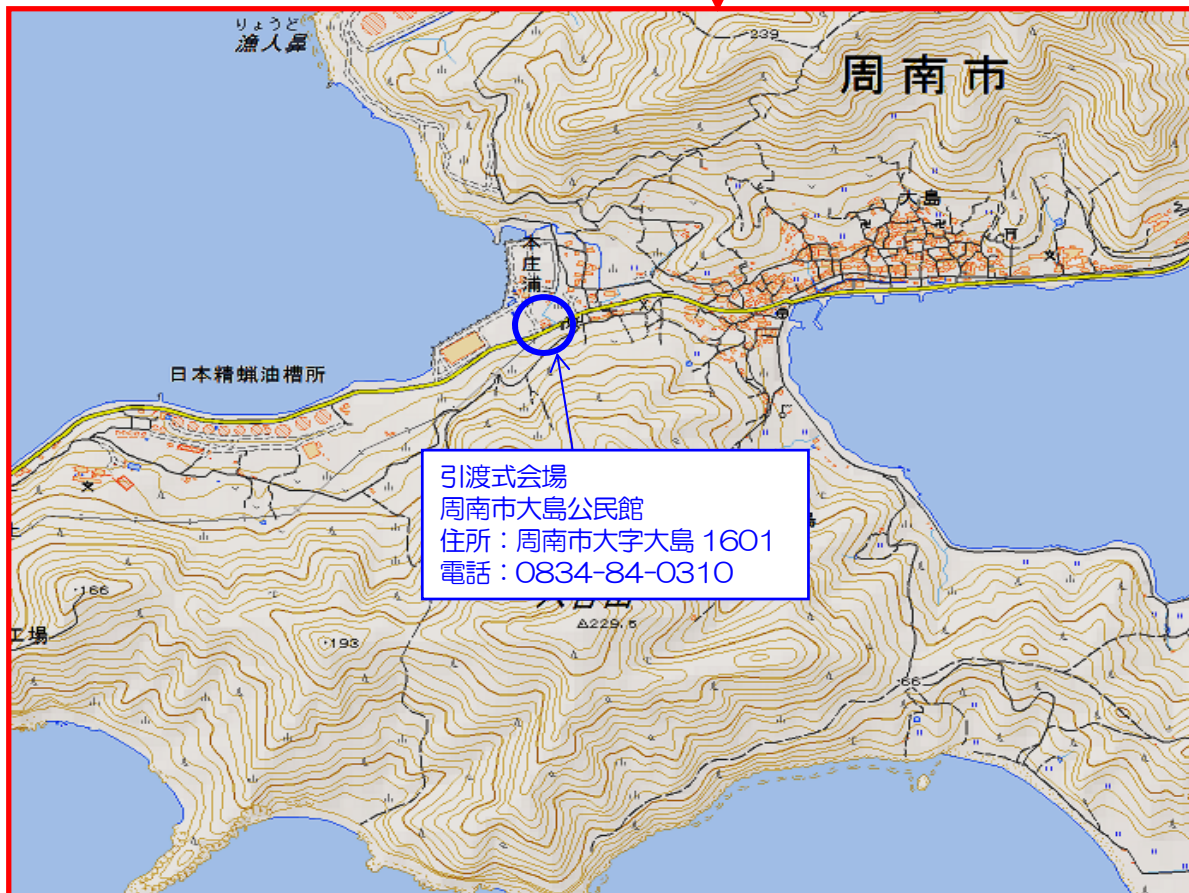 りょうど
漁人鼻
239
周南市
大島
本庄浦
日本精蝋油槽所
引渡式会場
周南市大島公民館
住所：周南市大字大島 1601
電話：0834-84-0310
166
工場
193
229.5
66